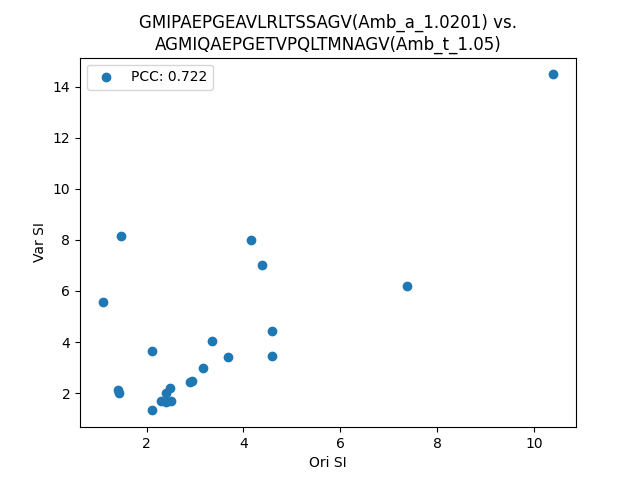 GMIPAEPGEAVLRLTSSAGV(Amb_a_1.0201) vs.
AGMIQAEPGETVPQLTMNAGV(Amb_t_1.05)
PCC: 0.722
14
12
10
8
6
4
2
Var SI
2 4 6 8 10
Ori SI